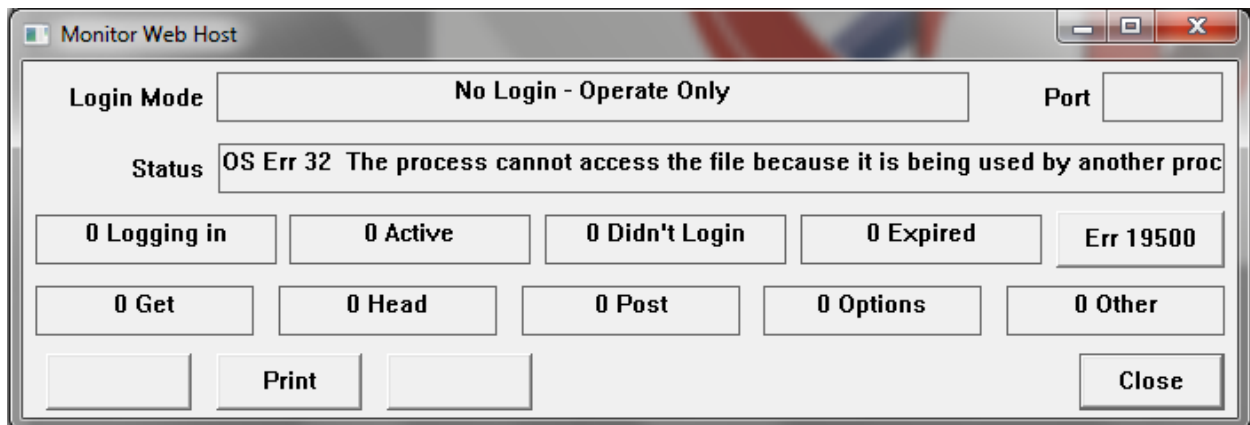 Monitor Web Host
Login Mode No Login - Operate Only Port
Status OS Err 32 The process cannot access the file because it is being used by another proc
0 Logging in 0 Active 0 Didn't Login 0 Expired Err 19500
0 Get 0 Head 0 Post 0 Options 0 Other
Print Close